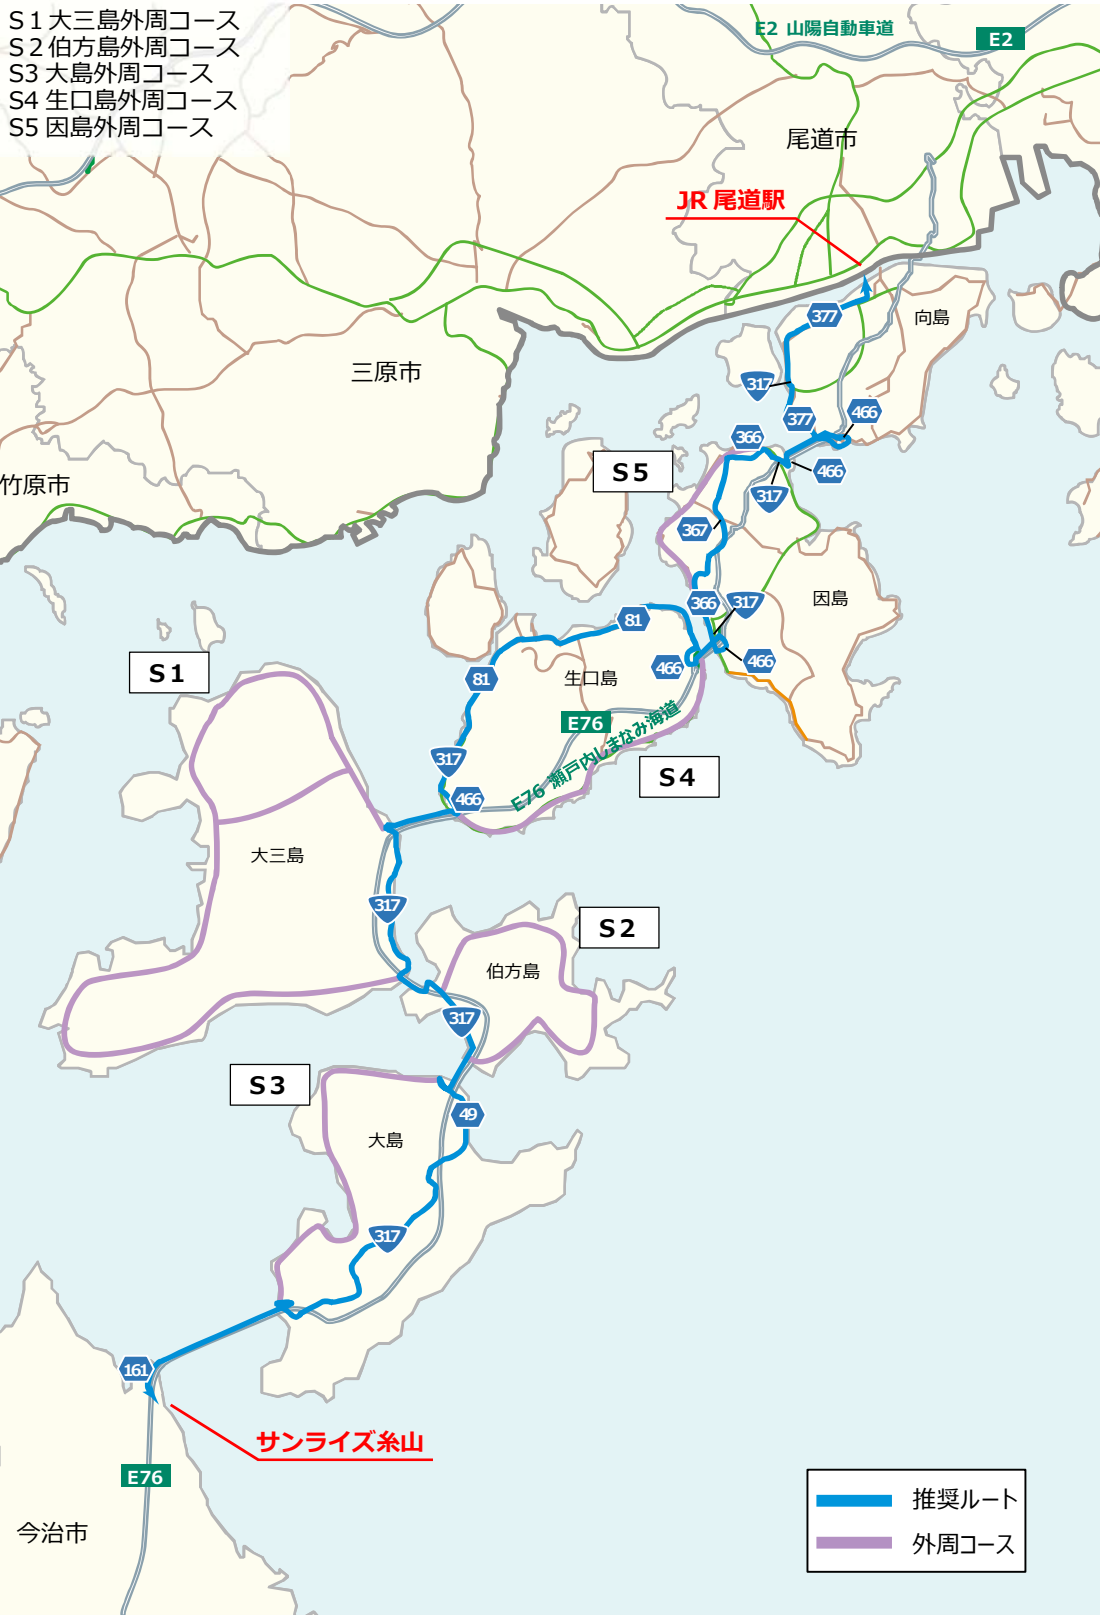 S1 大三島外周コース
S2 伯方島外周コース
S3 大島外周コース
S4 生口島外周コース
S5 因島外周コース
E2 山陽自動車道
E2
尾道市
JR 尾道駅
377
向島
三原市
317
377
466
366
S5
466
竹原市
317
367
366
317
因島
81
S1
466
466
81
生口島
E76
E76 瀬戸内しまなみ海道
317
S4
466
大三島
317
S2
伯方島
317
S3
49
大島
317
161
サンライズ糸山
E76
今治市
推奨ルート
外周コース